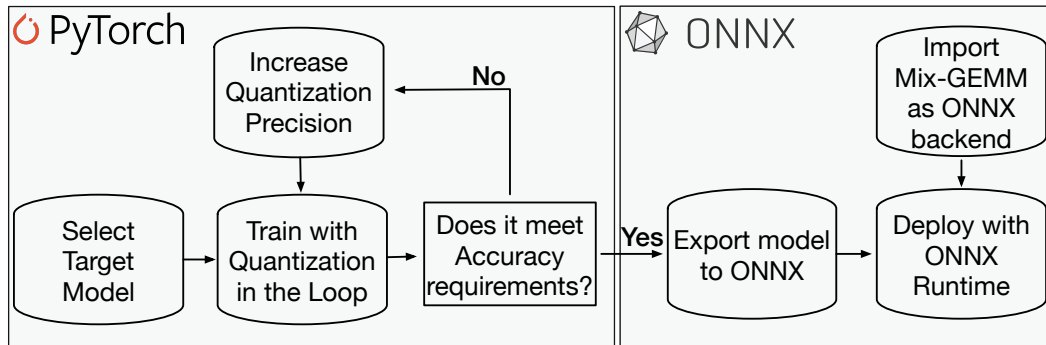 PyTorch
Increase
Quantization
Precision
No
Select
Target
Model
Train with
Quantization
in the Loop
Does it meet
Accuracy
requirements?
Yes
ONNX
Import
Mix-GEMM
as ONNX
backend
Export model
to ONNX
Deploy with
ONNX
Runtime